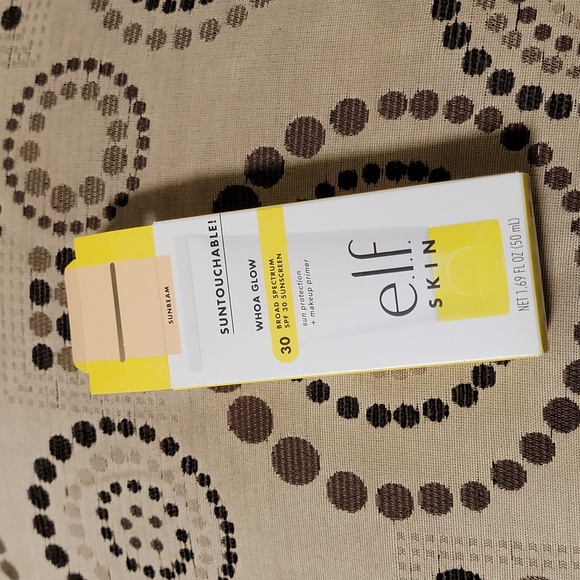 SUNBEAM
SUNTOUCHABLE!
WHOA GLOW
30 BROAD SPECTRUM
SPF 30 SUNSCREEN
sun protection
+ makeup primer
e.l.f.
SKIN
NET 1.69 FL OZ (50 mL)